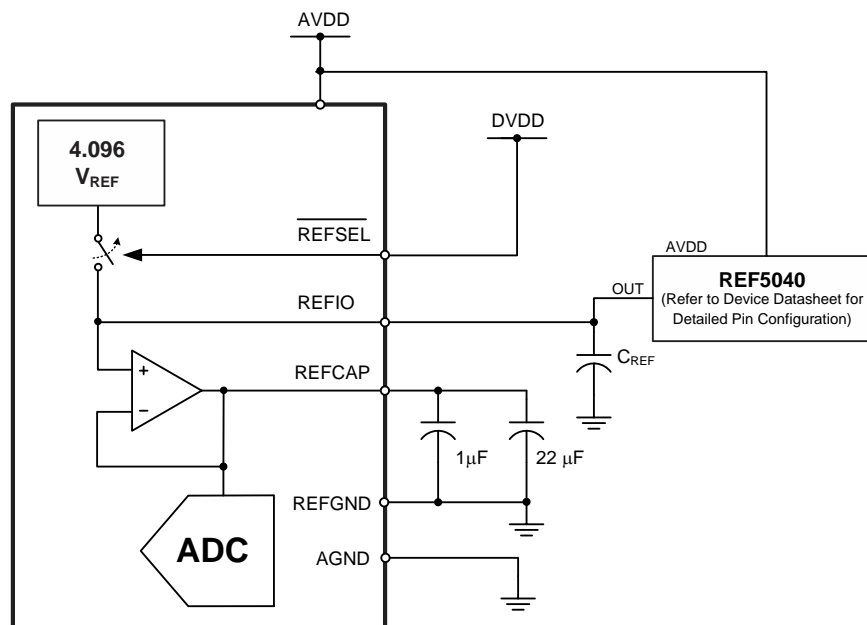 AVDD
4.096
VREF
DVDD
REFSEL
AVDD
REF5040
(Refer to Device Datasheet for
Detailed Pin Configuration)
OUT
REFIO
CREF
REFCAP
+
−
1μF
22 μF
REFGND
ADC
AGND